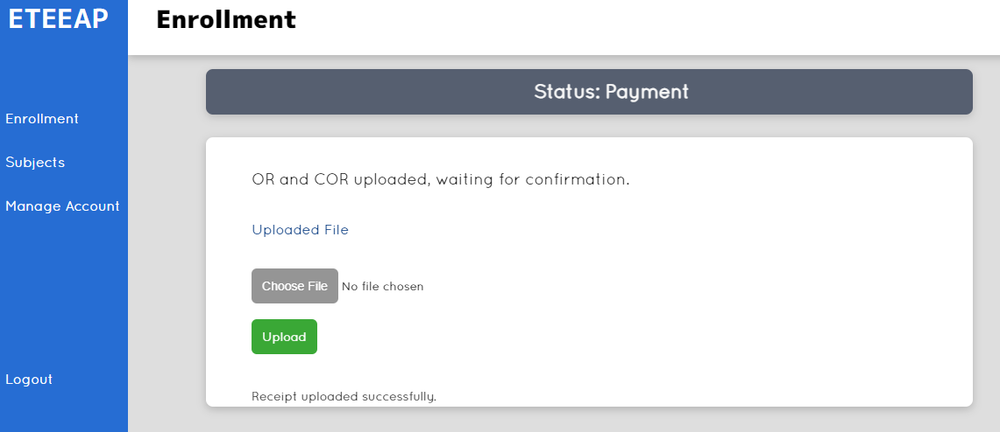 ETEEAP
Enrollment
Enrollment
Subjects
Manage Account
Logout
Status: Payment
OR and COR uploaded, waiting for confirmation.
Uploaded File
Choose File No file chosen
Upload
Receipt uploaded successfully.